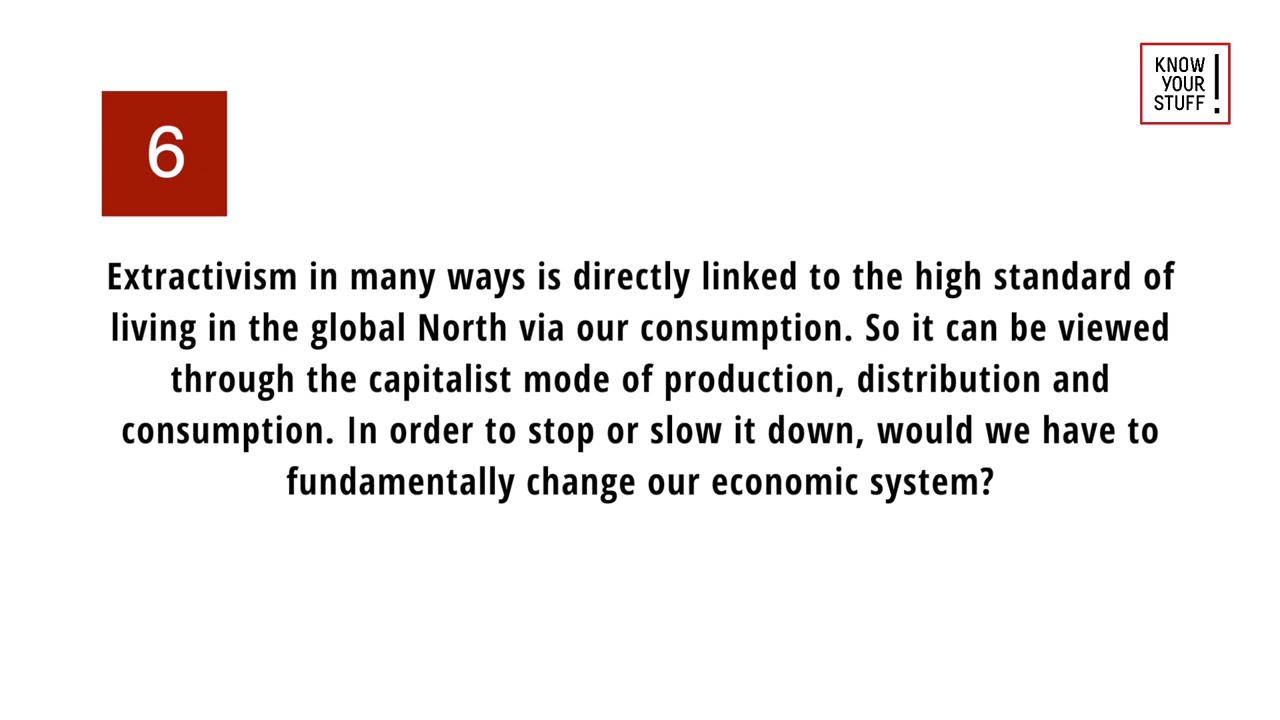 KNOW
YOUR
STUFF
!
6
Extractivism in many ways is directly linked to the high standard of
living in the global North via our consumption. So it can be viewed
through the capitalist mode of production, distribution and
consumption. In order to stop or slow it down, would we have to
fundamentally change our economic system?